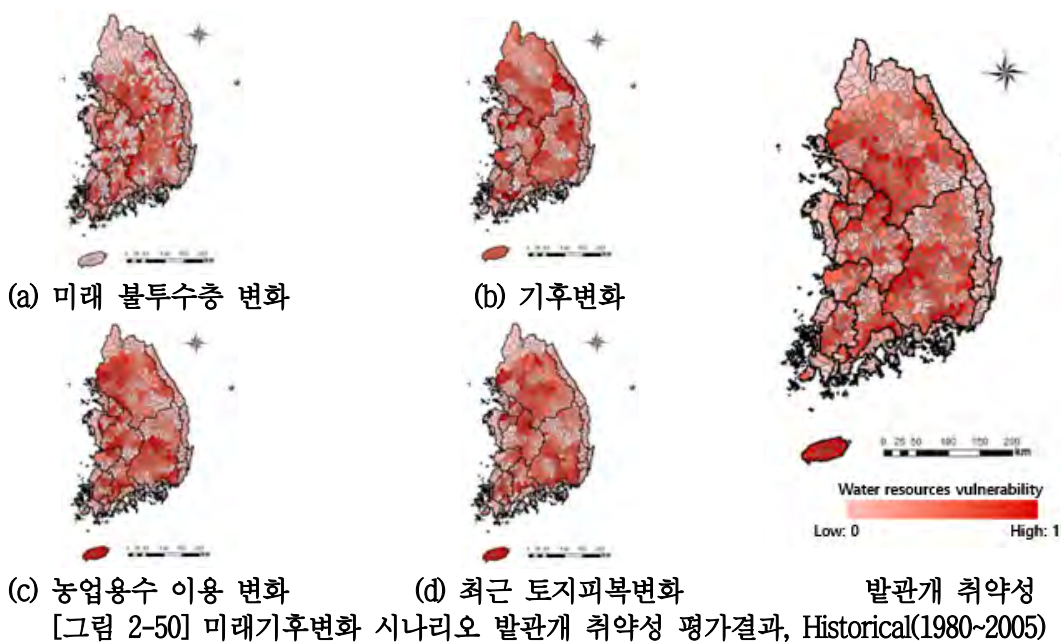 (a) 미래 불투수층 변화
(b) 기후변화
(c) 농업용수 이용 변화
(d) 최근 토지피복변화
0 25 50 100 150 200
km
Water resources vulnerability
Low: 0
High: 1
밭관개 취약성
[그림 2-50] 미래기후변화 시나리오 밭관개 취약성 평가결과, Historical(1980~2005)